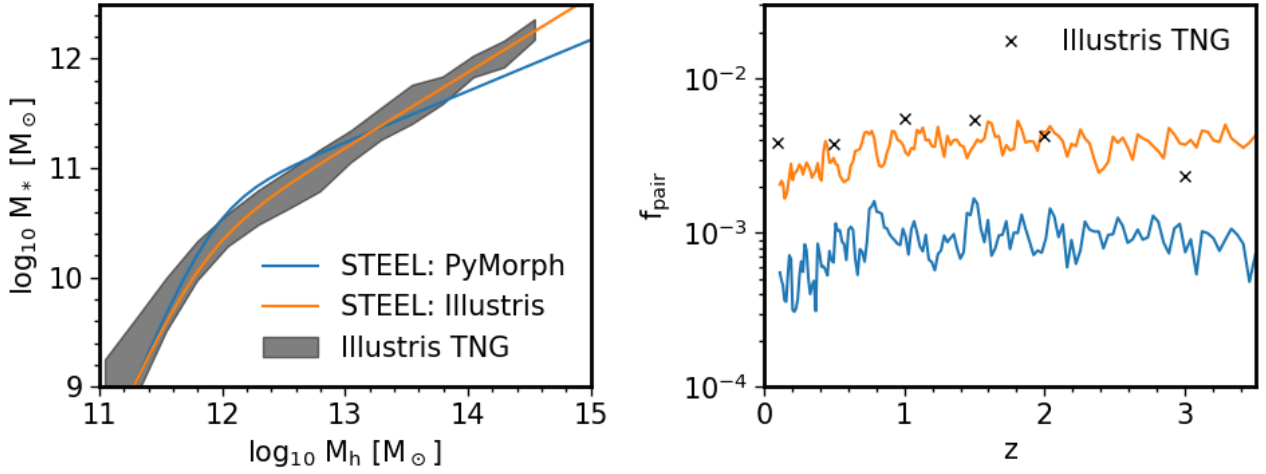 log₁₀ M* [M⊙]
12
11
10
9
STEEL: PyMorph
STEEL: Illustris
Illustris TNG
11 12 13 14 15
log₁₀ Mₕ [M⊙]
f_pair
10⁻²
10⁻³
10⁻⁴
Illustris TNG
0 1 2 3
z